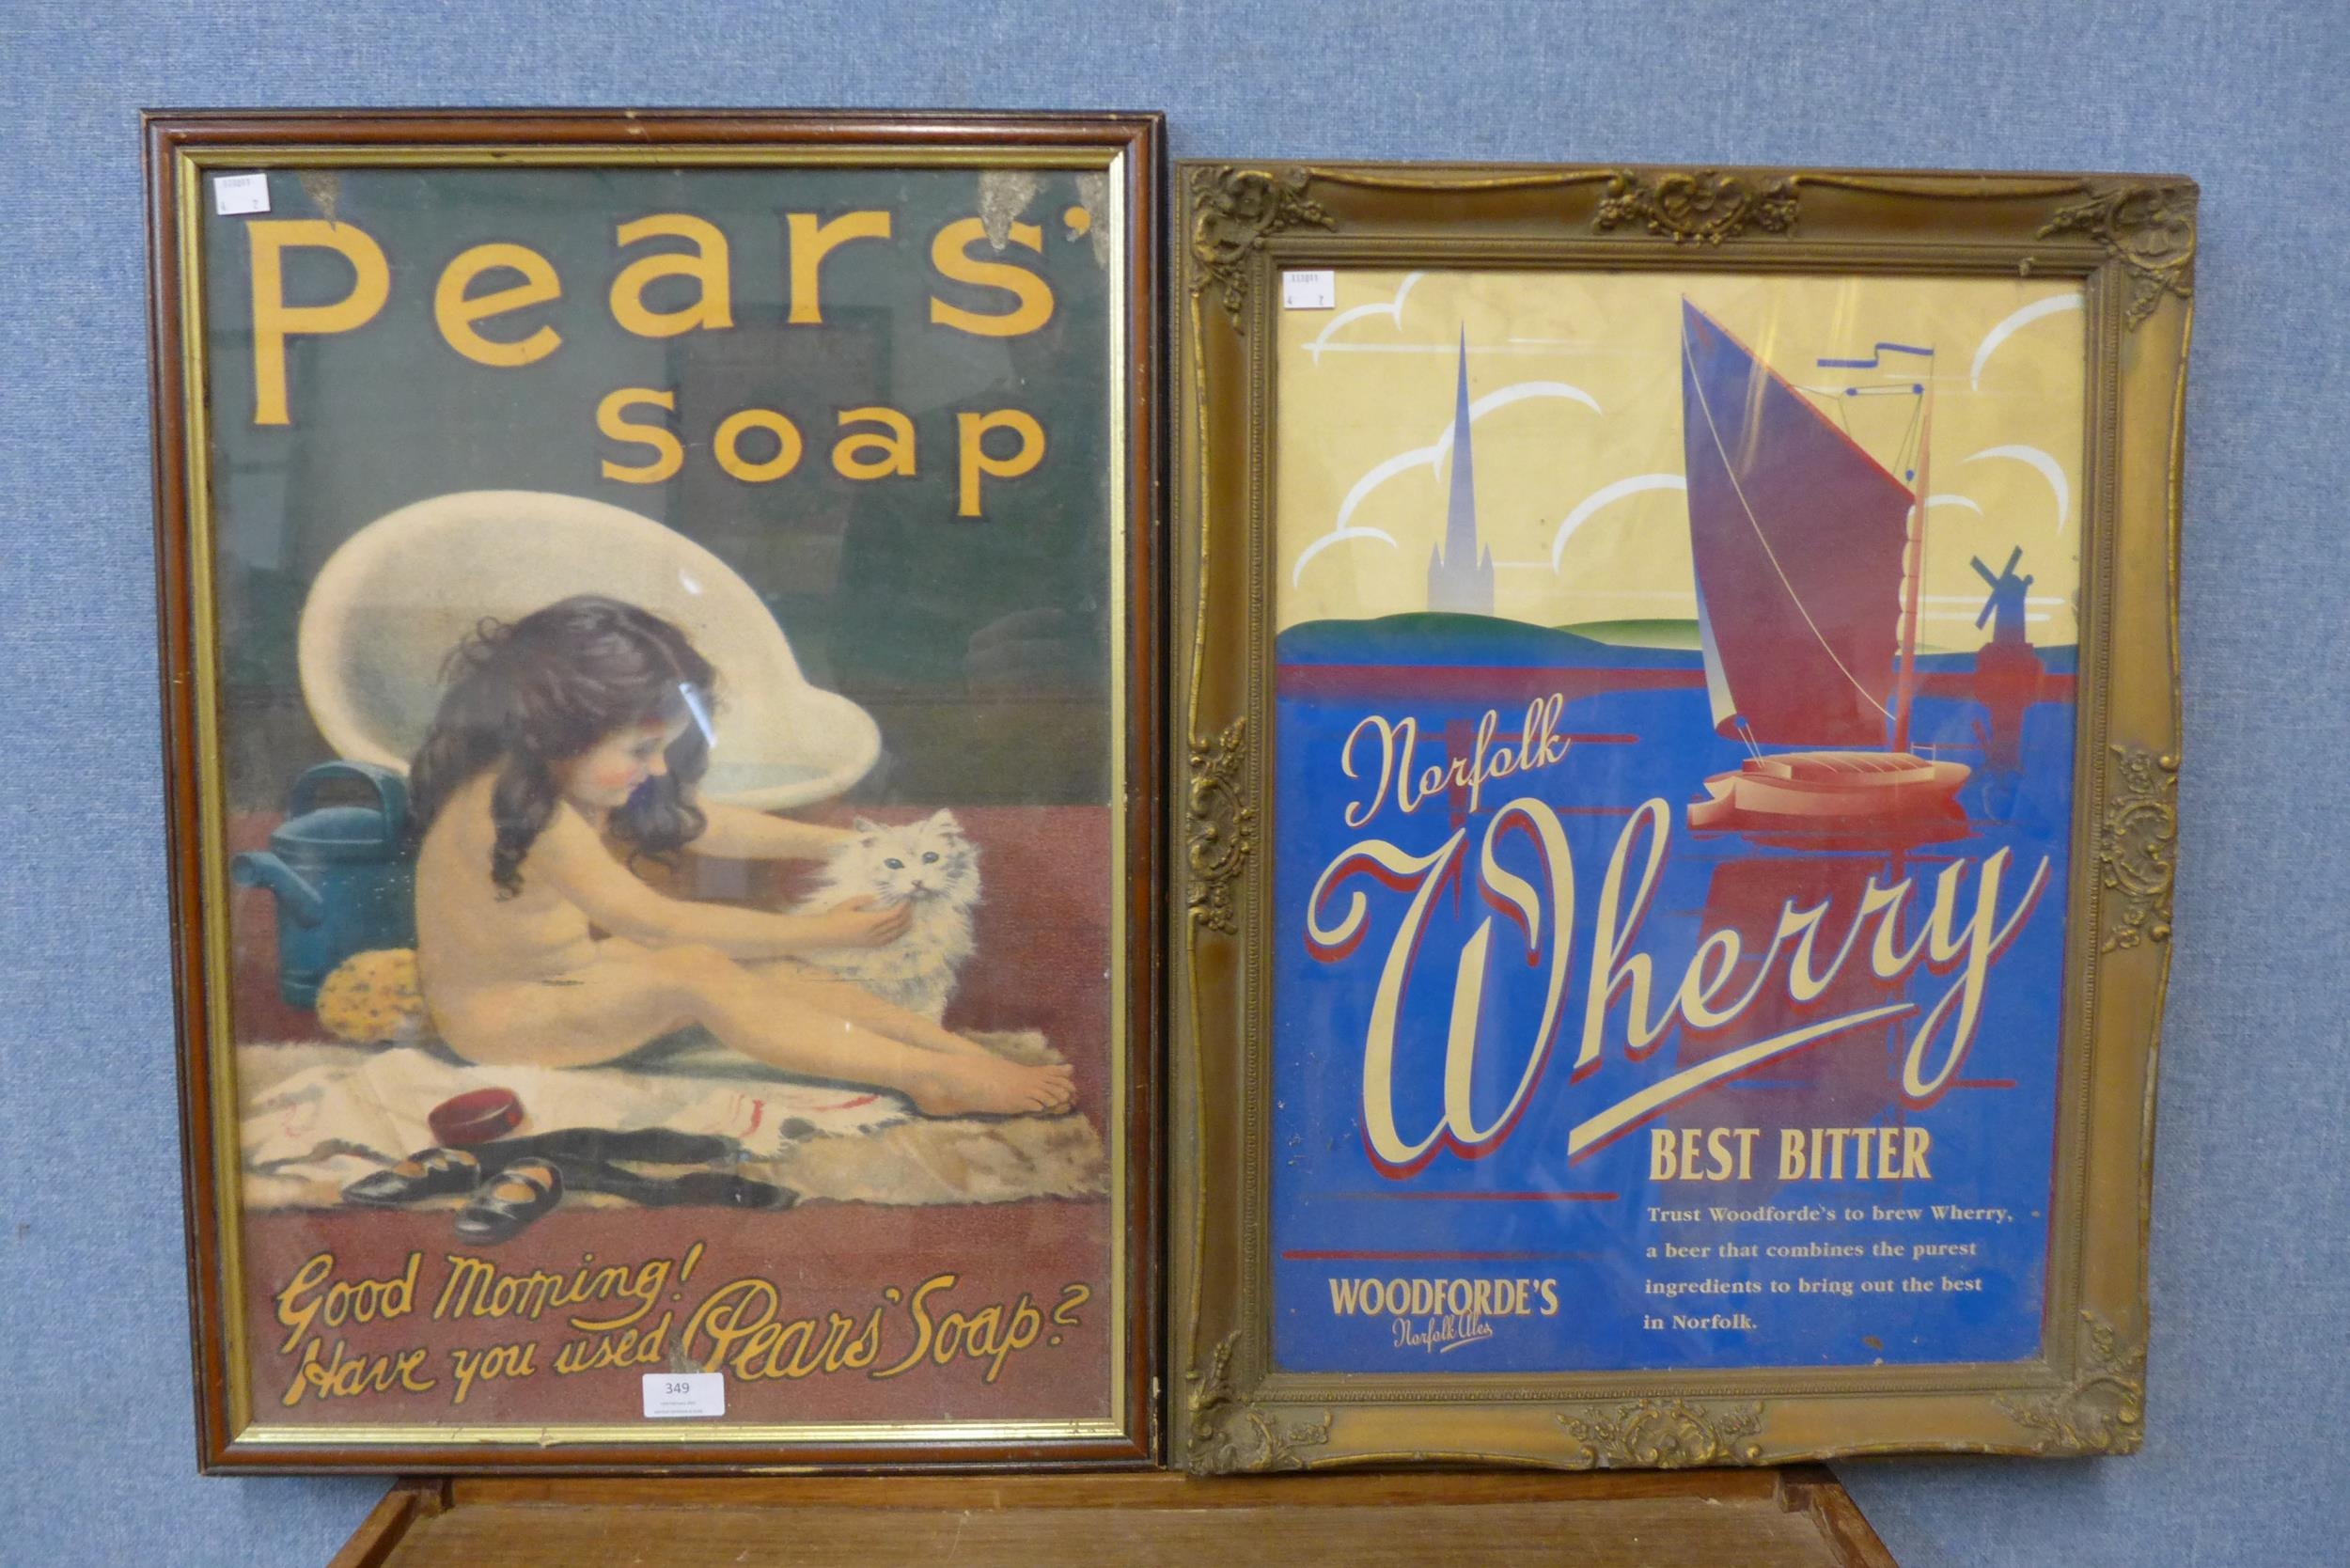 Pears'
Soap
Good Morning!
Have you used Pears' Soap?
349
Norfolk
Wherry
BEST BITTER
Trust Woodforde's to brew Wherry,
a beer that combines the purest
ingredients to bring out the best
in Norfolk.
WOODFORDE'S
Norfolk Ales